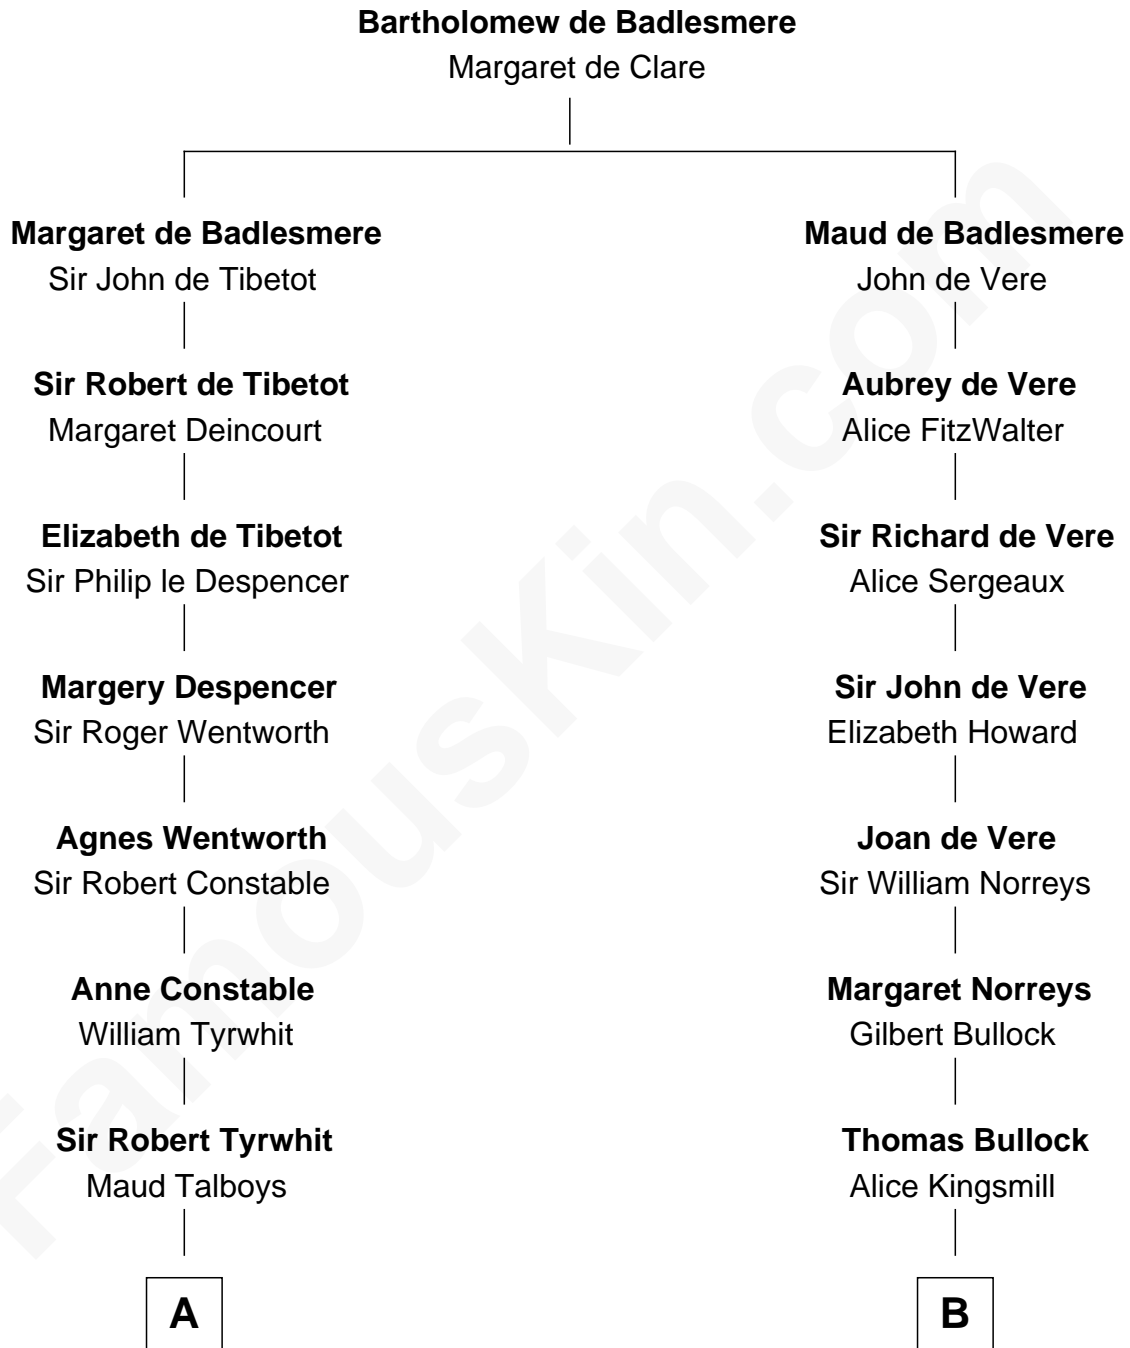 Bartholomew de Badlesmere
Margaret de Clare
Margaret de Badlesmere
Sir John de Tibetot
Sir Robert de Tibetot
Margaret Deincourt
Elizabeth de Tibetot
Sir Philip le Despencer
Margery Despencer
Sir Roger Wentworth
Agnes Wentworth
Sir Robert Constable
Anne Constable
William Tyrwhit
Sir Robert Tyrwhit
Maud Talboys
A
Maud de Badlesmere
John de Vere
Aubrey de Vere
Alice FitzWalter
Sir Richard de Vere
Alice Sergeaux
Sir John de Vere
Elizabeth Howard
Joan de Vere
Sir William Norreys
Margaret Norreys
Gilbert Bullock
Thomas Bullock
Alice Kingsmill
B
FamousKin.com